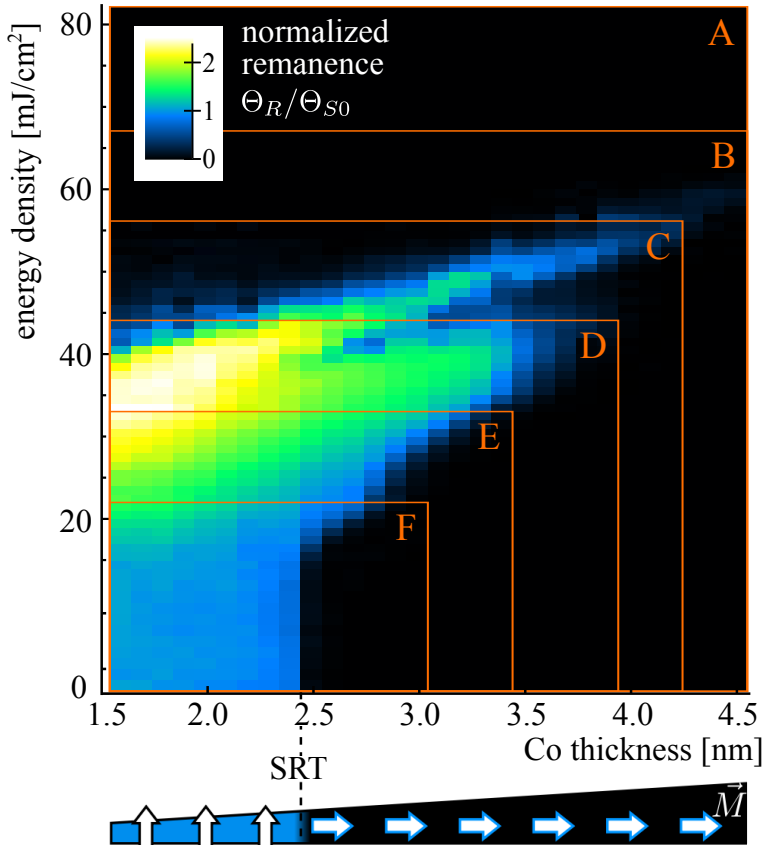 80
60
40
20
0
energy density [mJ/cm²]
2
1
0
normalized
remanence
Θ_R/Θ_S0
A
B
C
D
E
F
1.5
2.0
2.5
3.0
3.5
4.0
4.5
Co thickness [nm]
SRT
M⃗